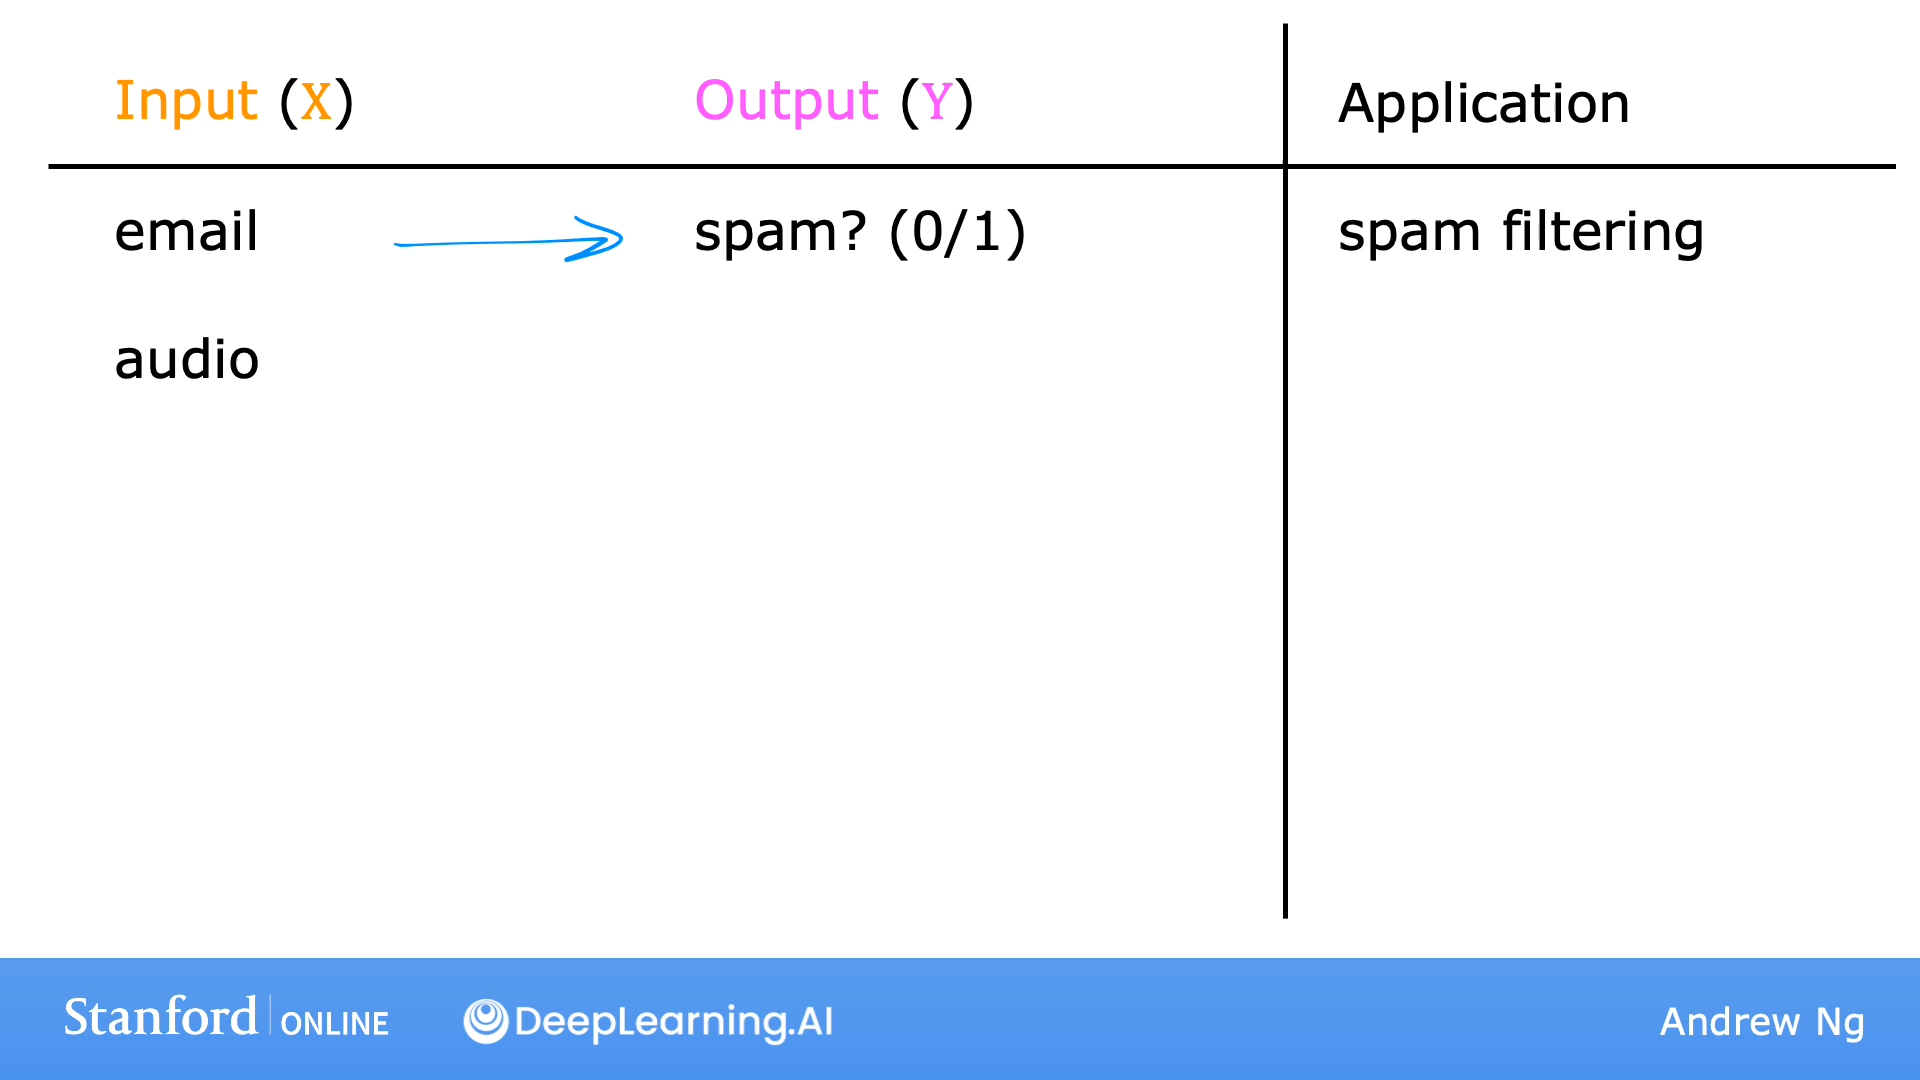 Input (X) Output (Y) Application
email spam? (0/1) spam filtering
audio
Stanford ONLINE DeepLearning.AI Andrew Ng